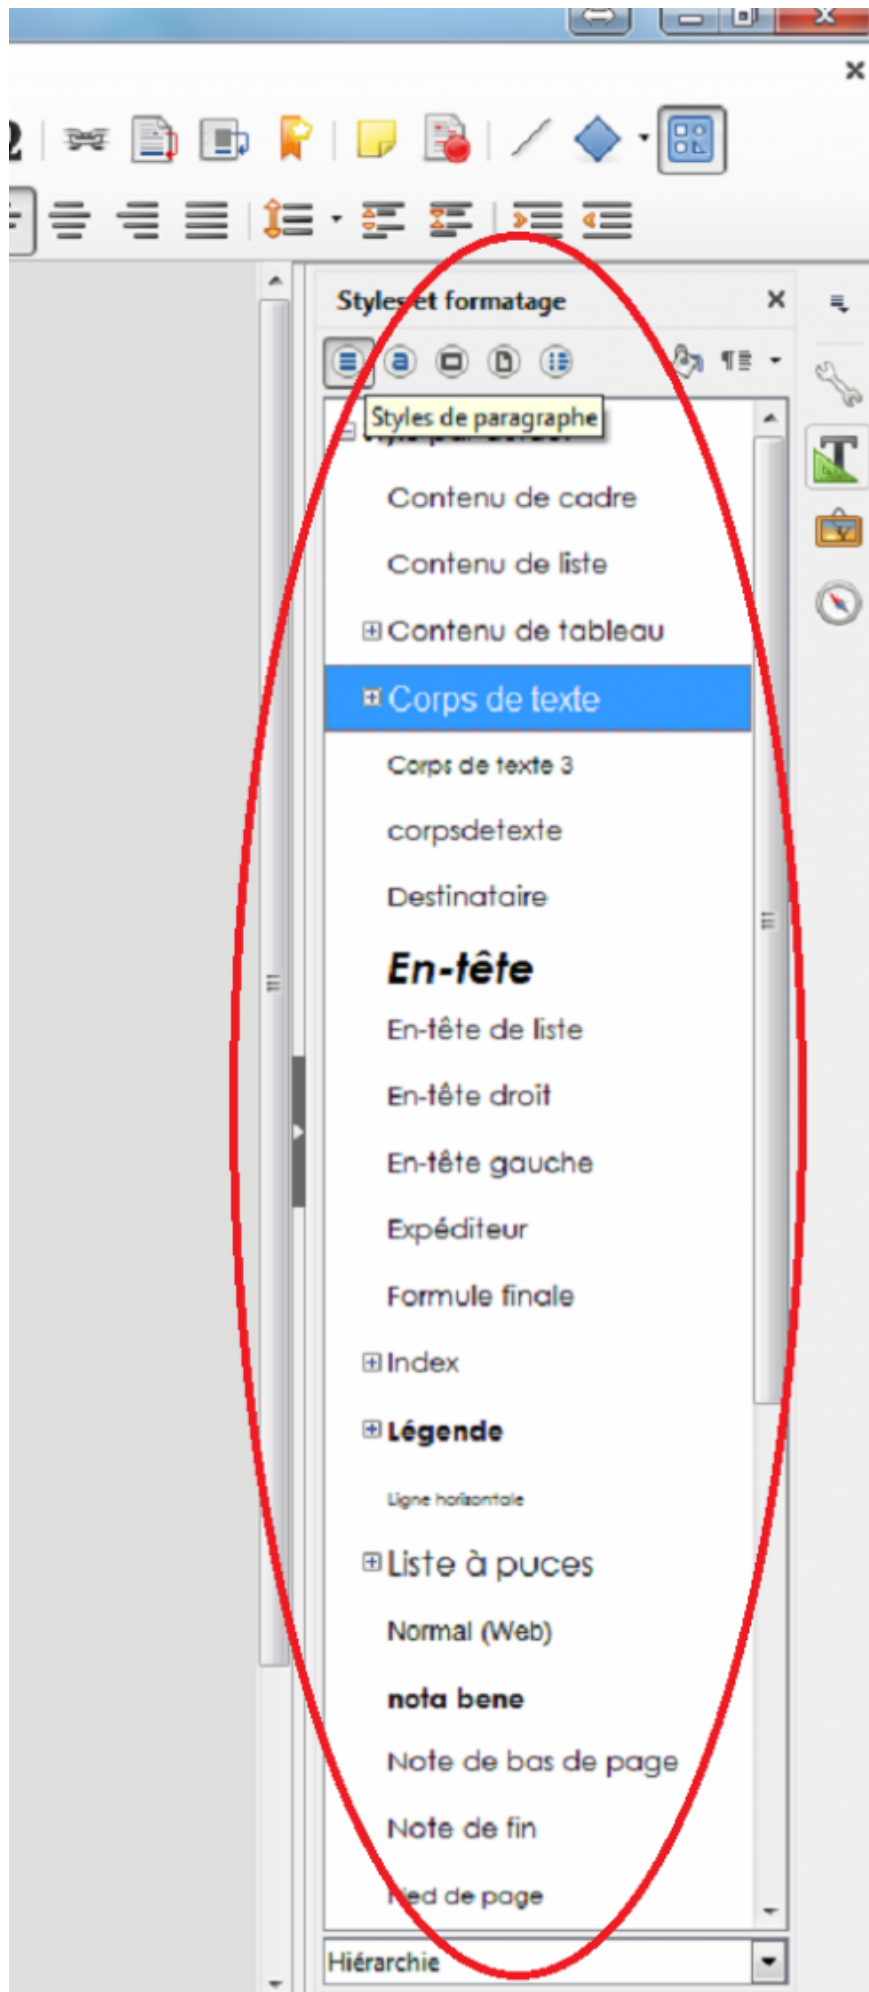 Styles et formatage
Styles de paragraphe
Contenu de cadre
Contenu de liste
Contenu de tableau
Corps de texte
Corps de texte 3
corpsdetexte
Destinataire
En-tête
En-tête de liste
En-tête droit
En-tête gauche
Expéditeur
Formule finale
Index
Légende
Ligne horizontale
Liste à puces
Normal (Web)
nota bene
Note de bas de page
Note de fin
Pied de page
Hiérarchie